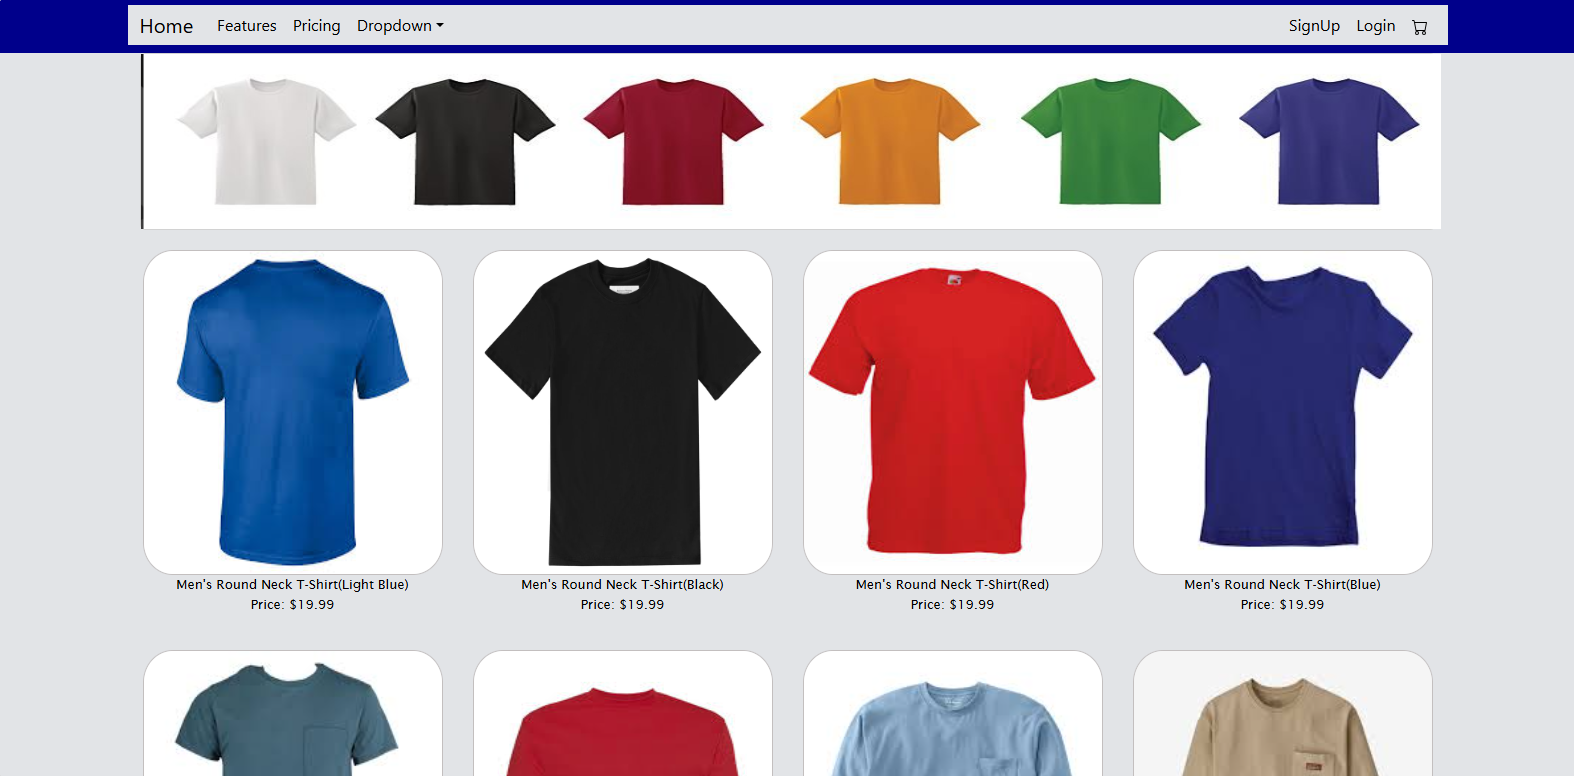 Home Features Pricing Dropdown SignUp Login
Men's Round Neck T-Shirt(Light Blue) Men's Round Neck T-Shirt(Black) Men's Round Neck T-Shirt(Red) Men's Round Neck T-Shirt(Blue)
Price: $19.99 Price: $19.99 Price: $19.99 Price: $19.99